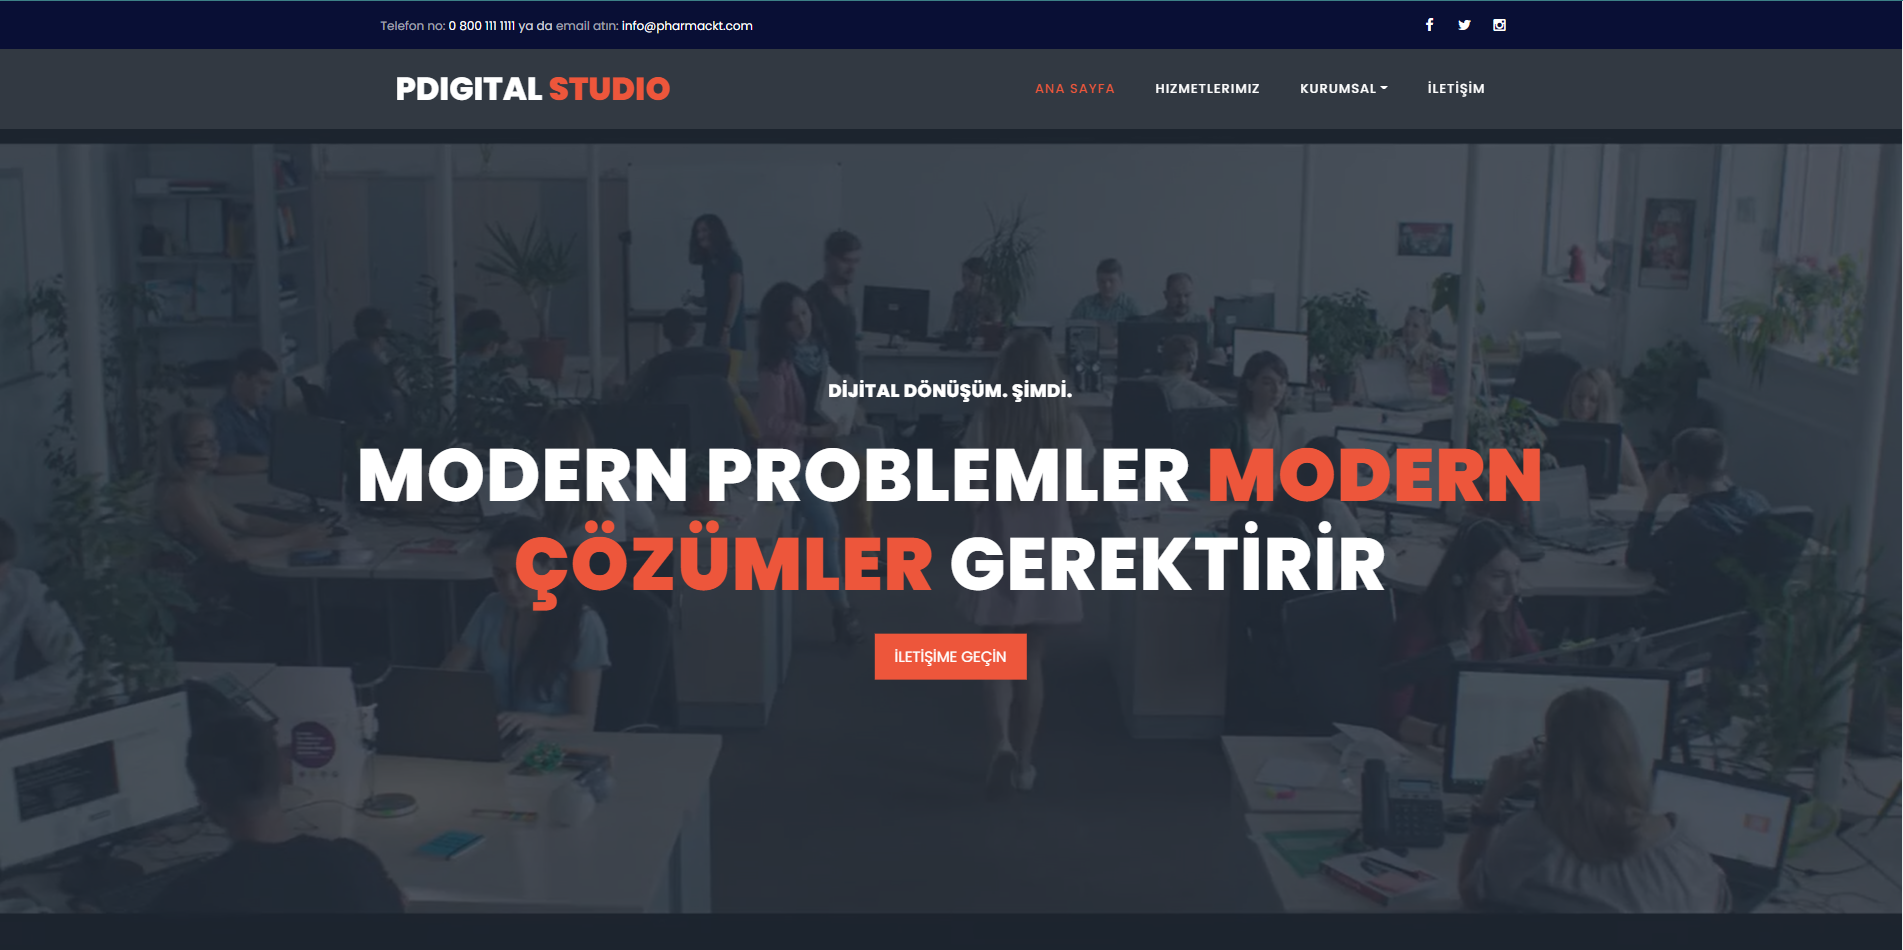 Telefon no: 0 800 111 1111 ya da email atın: info@pharmackt.com
PDIGITAL STUDIO
ANA SAYFA HIZMETLERIMIZ KURUMSAL İLETİŞİM
DİJİTAL DÖNÜŞÜM. ŞİMDİ.
MODERN PROBLEMLER MODERN
ÇÖZÜMLER GEREKTİRİR
İLETİŞİME GEÇİN